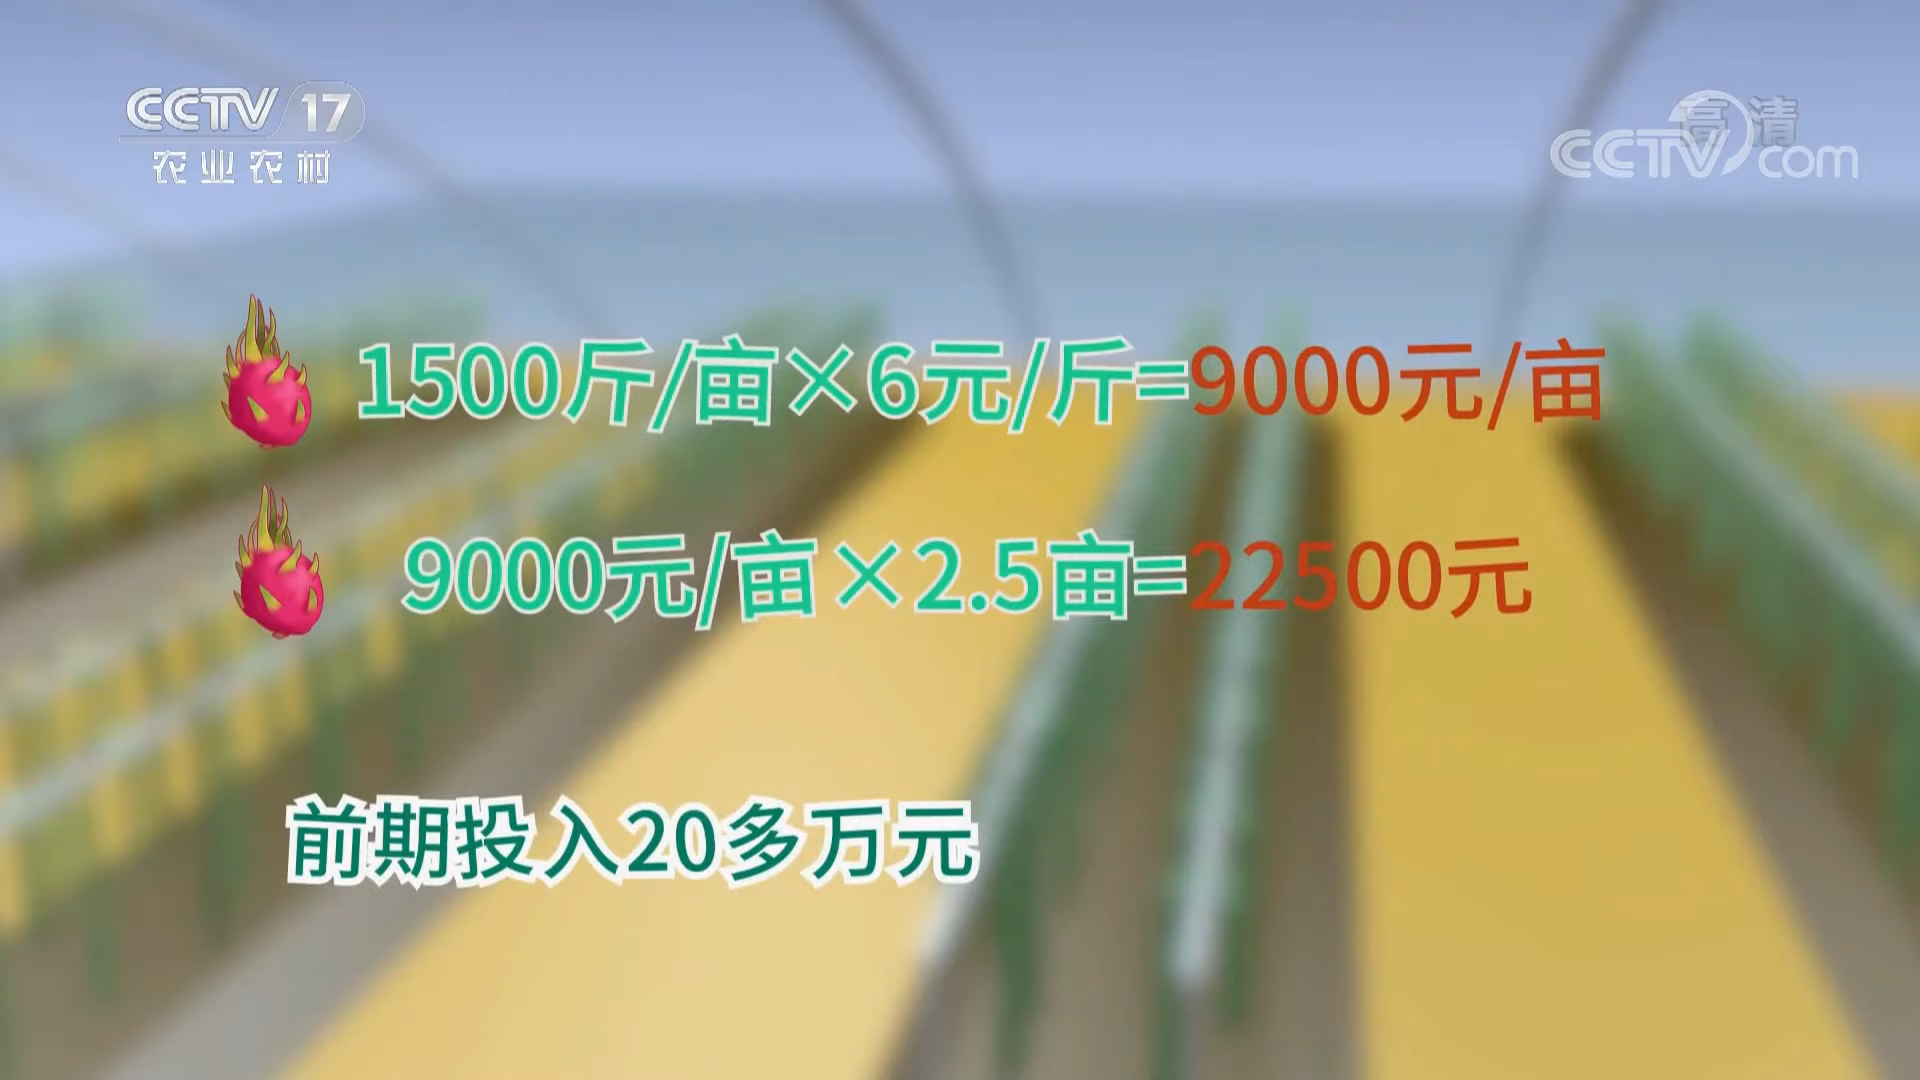 CCTV 17
农业农村
高清
CCTV com
1500斤/亩×6元/斤=9000元/亩
9000元/亩×2.5亩=22500元
前期投入20多万元